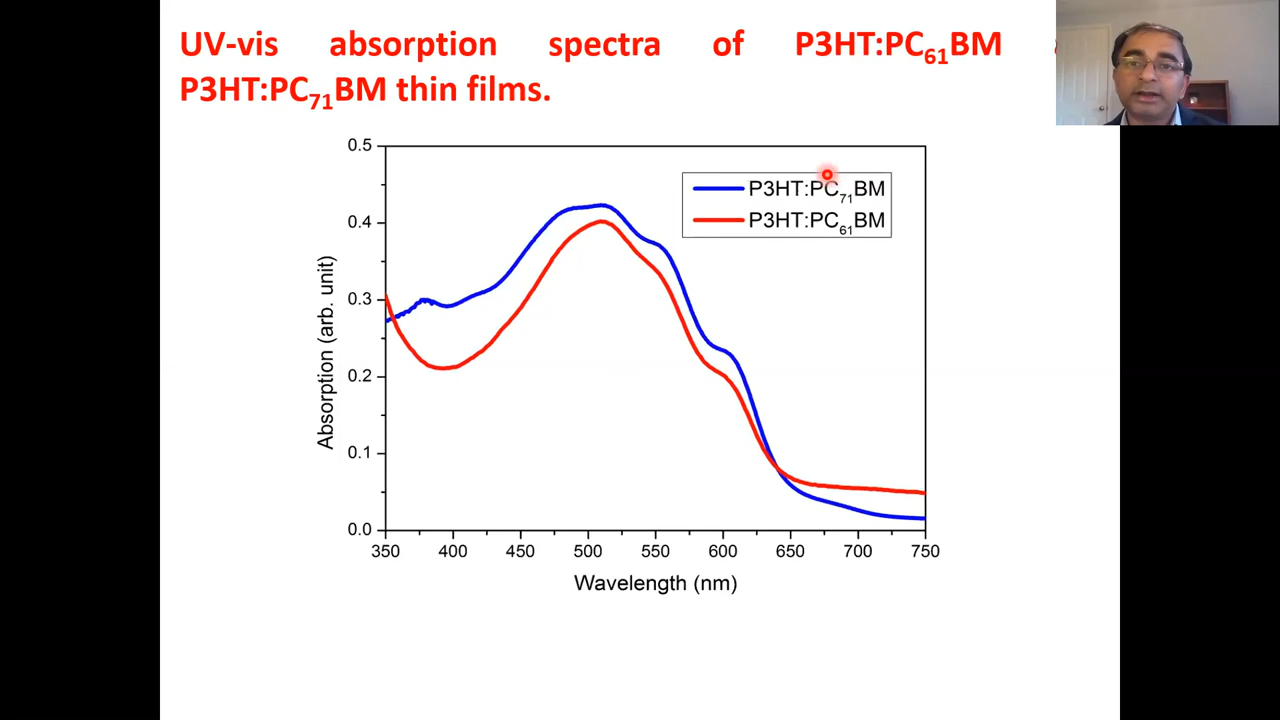 UV-vis absorption spectra of P3HT:PC₆₁BM
P3HT:PC₇₁BM thin films.
0.5
P3HT:PC₇₁BM
0.4
P3HT:PC₆₁BM
0.3
Absorption (arb. unit)
0.2
0.1
0.0
350 400 450 500 550 600 650 700 750
Wavelength (nm)